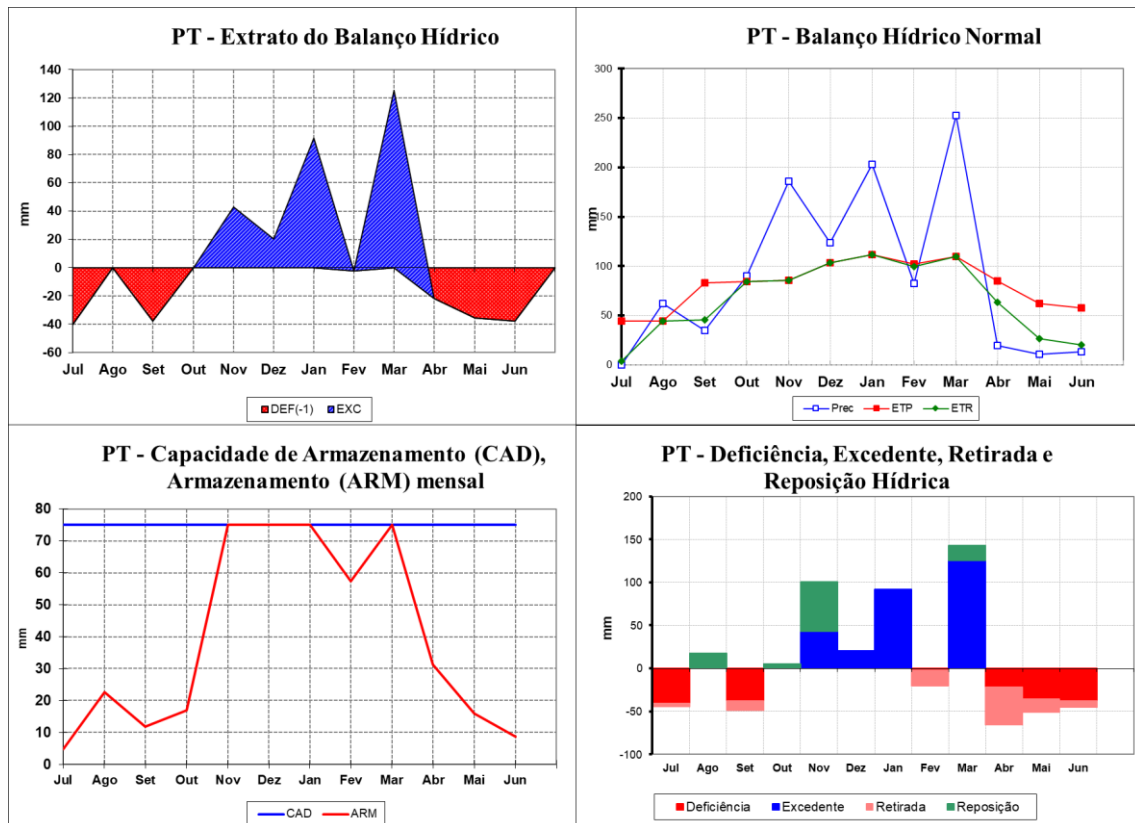 PT - Extrato do Balanço Hídrico
140
120
100
80
60
40
20
0
-20
-40
-60
mm
Jul Ago Set Out Nov Dez Jan Fev Mar Abr Mai Jun
DEF(-1) EXC
PT - Balanço Hídrico Normal
300
250
200
150
100
50
0
mm
Jul Ago Set Out Nov Dez Jan Fev Mar Abr Mai Jun
Prec ETP ETR
PT - Capacidade de Armazenamento (CAD),
Armazenamento (ARM) mensal
80
70
60
50
40
30
20
10
0
mm
Jul Ago Set Out Nov Dez Jan Fev Mar Abr Mai Jun
CAD ARM
PT - Deficiência, Excedente, Retirada e
Reposição Hídrica
200
150
100
50
0
-50
-100
mm
Jul Ago Set Out Nov Dez Jan Fev Mar Abr Mai Jun
Deficiência Excedente Retirada Reposição